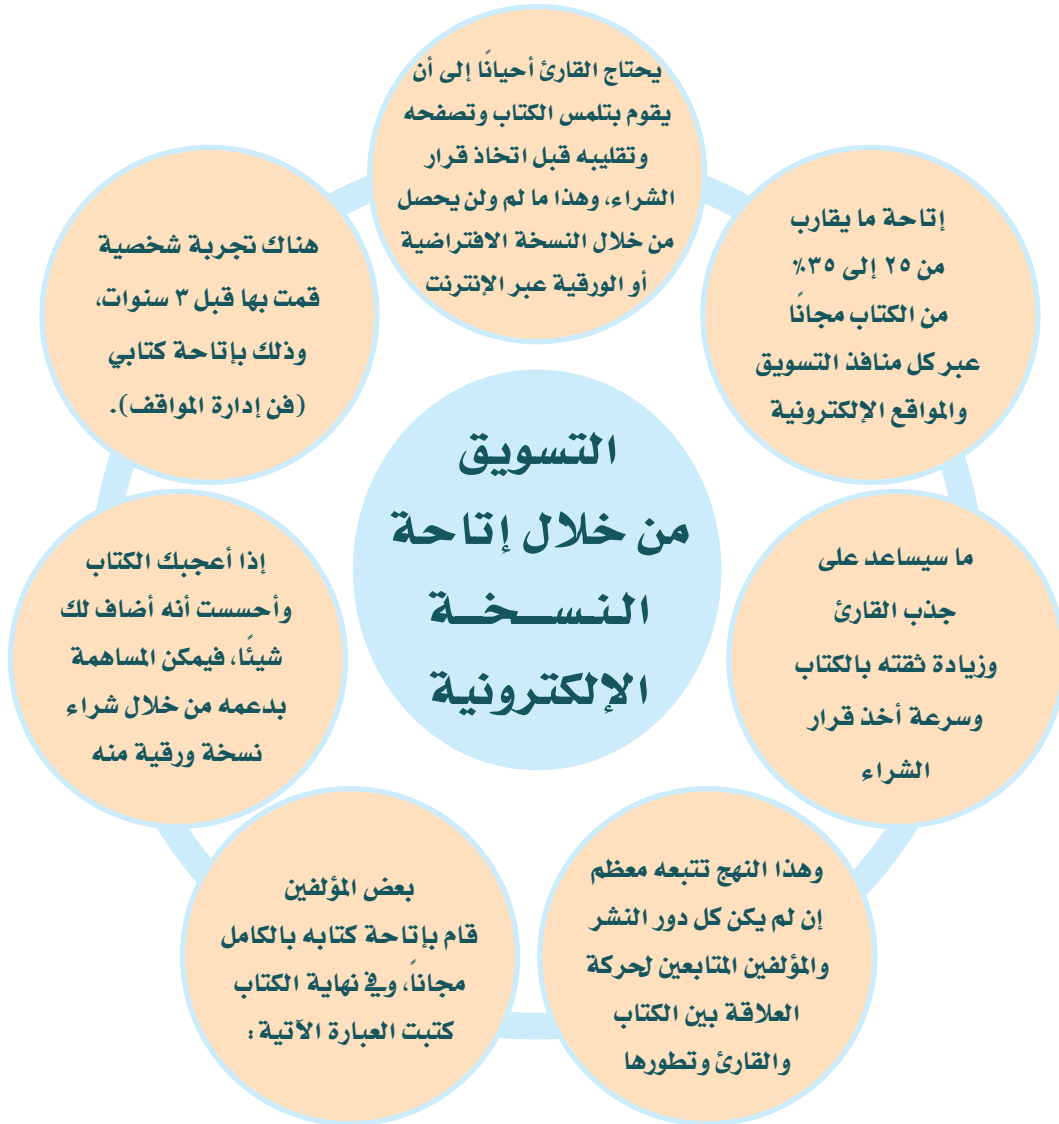 التسويق
من خلال إتاحة
النسخة
الإلكترونية
يحتاج القارئ أحيانًا إلى أن
يقوم بتلمس الكتاب وتصفحه
وتقليبه قبل اتخاذ قرار
الشراء، وهذا ما لم ولن يحصل
من خلال النسخة الافتراضية
أو الورقية عبر الإنترنت
إتاحة ما يقارب
من ٢٥ إلى ٣٥٪
من الكتاب مجانًا
عبر كل منافذ التسويق
والمواقع الإلكترونية
ما سيساعد على
جذب القارئ
وزيادة ثقته بالكتاب
وسرعة أخذ قرار
الشراء
وهذا النهج تتبعه معظم
إن لم يكن كل دور النشر
والمؤلفين المتابعين لحركة
العلاقة بين الكتاب
والقارئ وتطورها
بعض المؤلفين
قام بإتاحة كتابه بالكامل
مجاناً، وفي نهاية الكتاب
كتبت العبارة الآتية :
إذا أعجبك الكتاب
وأحسست أنه أضاف لك
شيئًا، فيمكن المساهمة
بدعمه من خلال شراء
نسخة ورقية منه
هناك تجربة شخصية
قمت بها قبل ٣ سنوات،
وذلك بإتاحة كتابي
(فن إدارة المواقف).